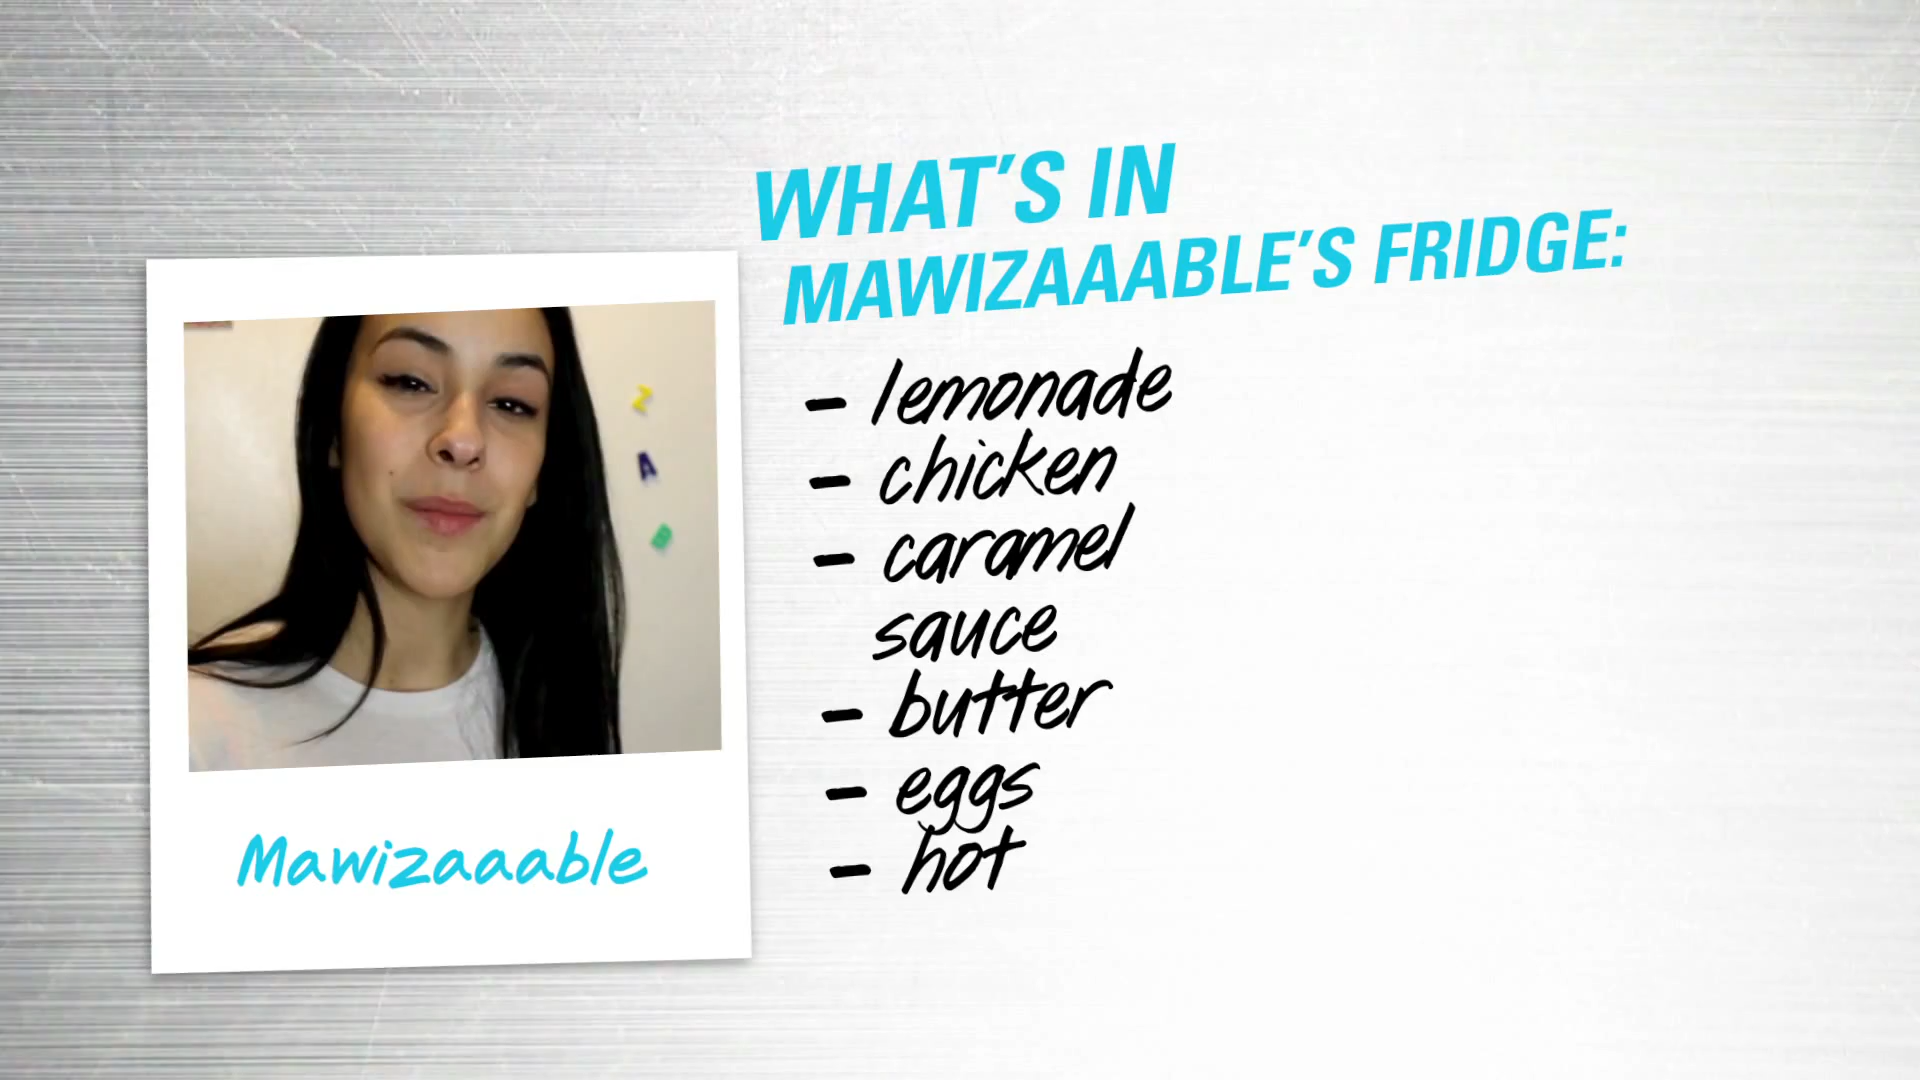 WHAT'S IN
MAWIZAAABLE'S FRIDGE:
- lemonade
- chicken
- caramel
sauce
- butter
- eggs
- hot
Z
A
B
Mawizaaable